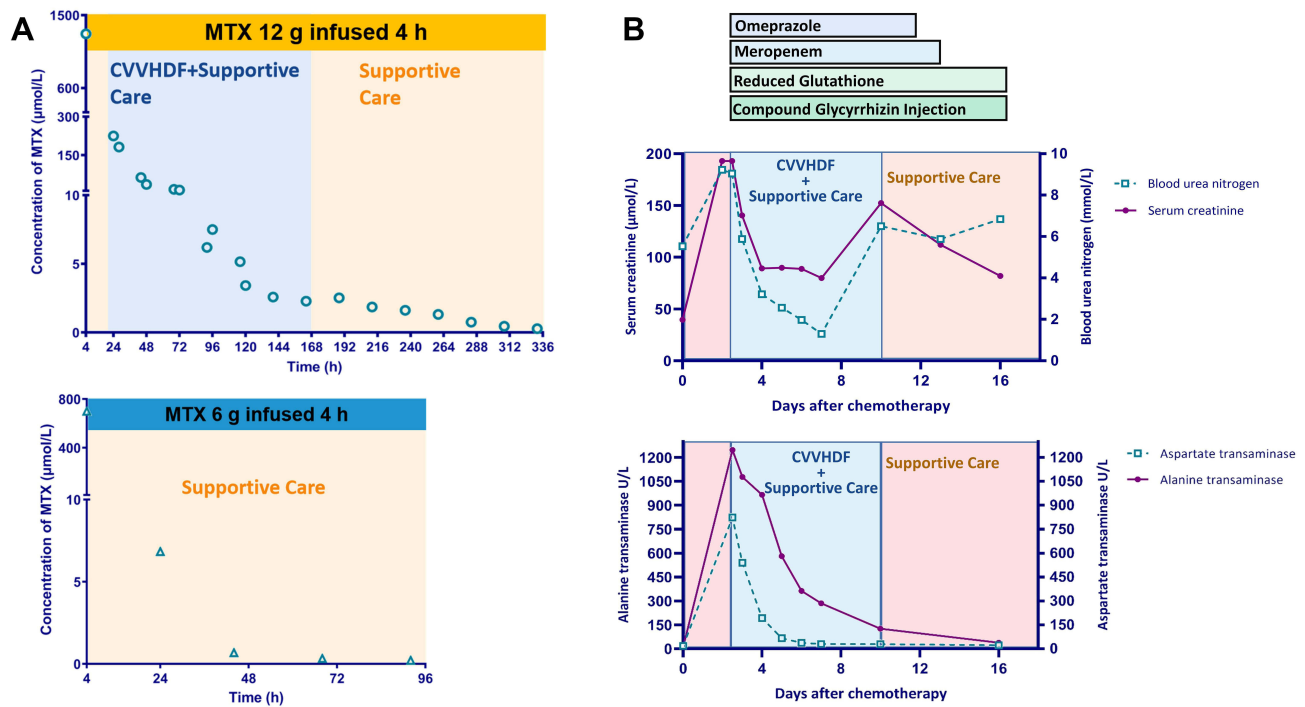 A
MTX 12 g infused 4 h
CVVHDF+Supportive
Care
Supportive
Care
Concentration of MTX (µmol/L)
1500
600
300
150
10
5
0
4 24 48 72 96 120 144 168 192 216 240 264 288 312 336
Time (h)
MTX 6 g infused 4 h
Supportive Care
Concentration of MTX (µmol/L)
800
400
10
5
0
4 24 48 72 96
Time (h)
B
Omeprazole
Meropenem
Reduced Glutathione
Compound Glycyrrhizin Injection
CVVHDF
+
Supportive Care
Supportive Care
Serum creatinine (µmol/L)
200
150
100
50
0
Blood urea nitrogen (mmol/L)
10
8
6
4
2
0
0 4 8 12 16
Days after chemotherapy
Blood urea nitrogen
Serum creatinine
CVVHDF
+
Supportive Care
Supportive Care
Alanine transaminase U/L
1200
1050
900
750
600
450
300
150
0
Aspartate transaminase U/L
1200
1050
900
750
600
450
300
150
0
0 4 8 12 16
Days after chemotherapy
Aspartate transaminase
Alanine transaminase